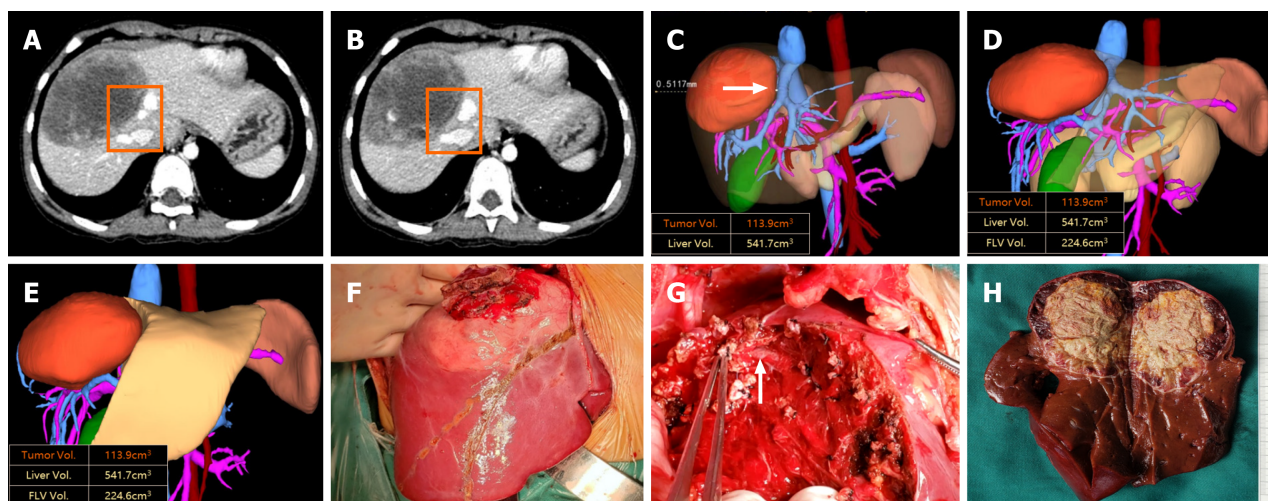 A
B
C
D
0.5117mm
Tumor Vol. 113.9cm³
Liver Vol. 541.7cm³
Tumor Vol. 113.9cm³
Liver Vol. 541.7cm³
FLV Vol. 224.6cm³
E
F
G
H
Tumor Vol. 113.9cm³
Liver Vol. 541.7cm³
FLV Vol. 224.6cm³